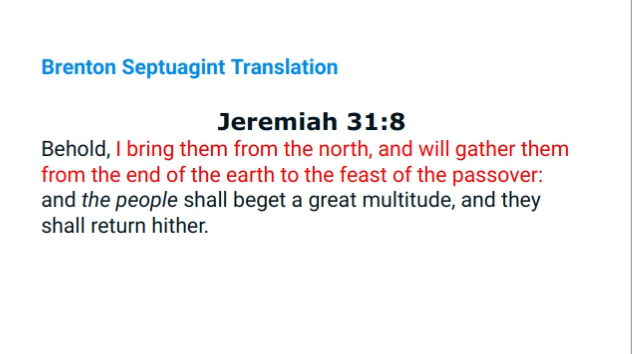 Brenton Septuagint Translation
Jeremiah 31:8
Behold, I bring them from the north, and will gather them
from the end of the earth to the feast of the passover:
and the people shall beget a great multitude, and they
shall return hither.